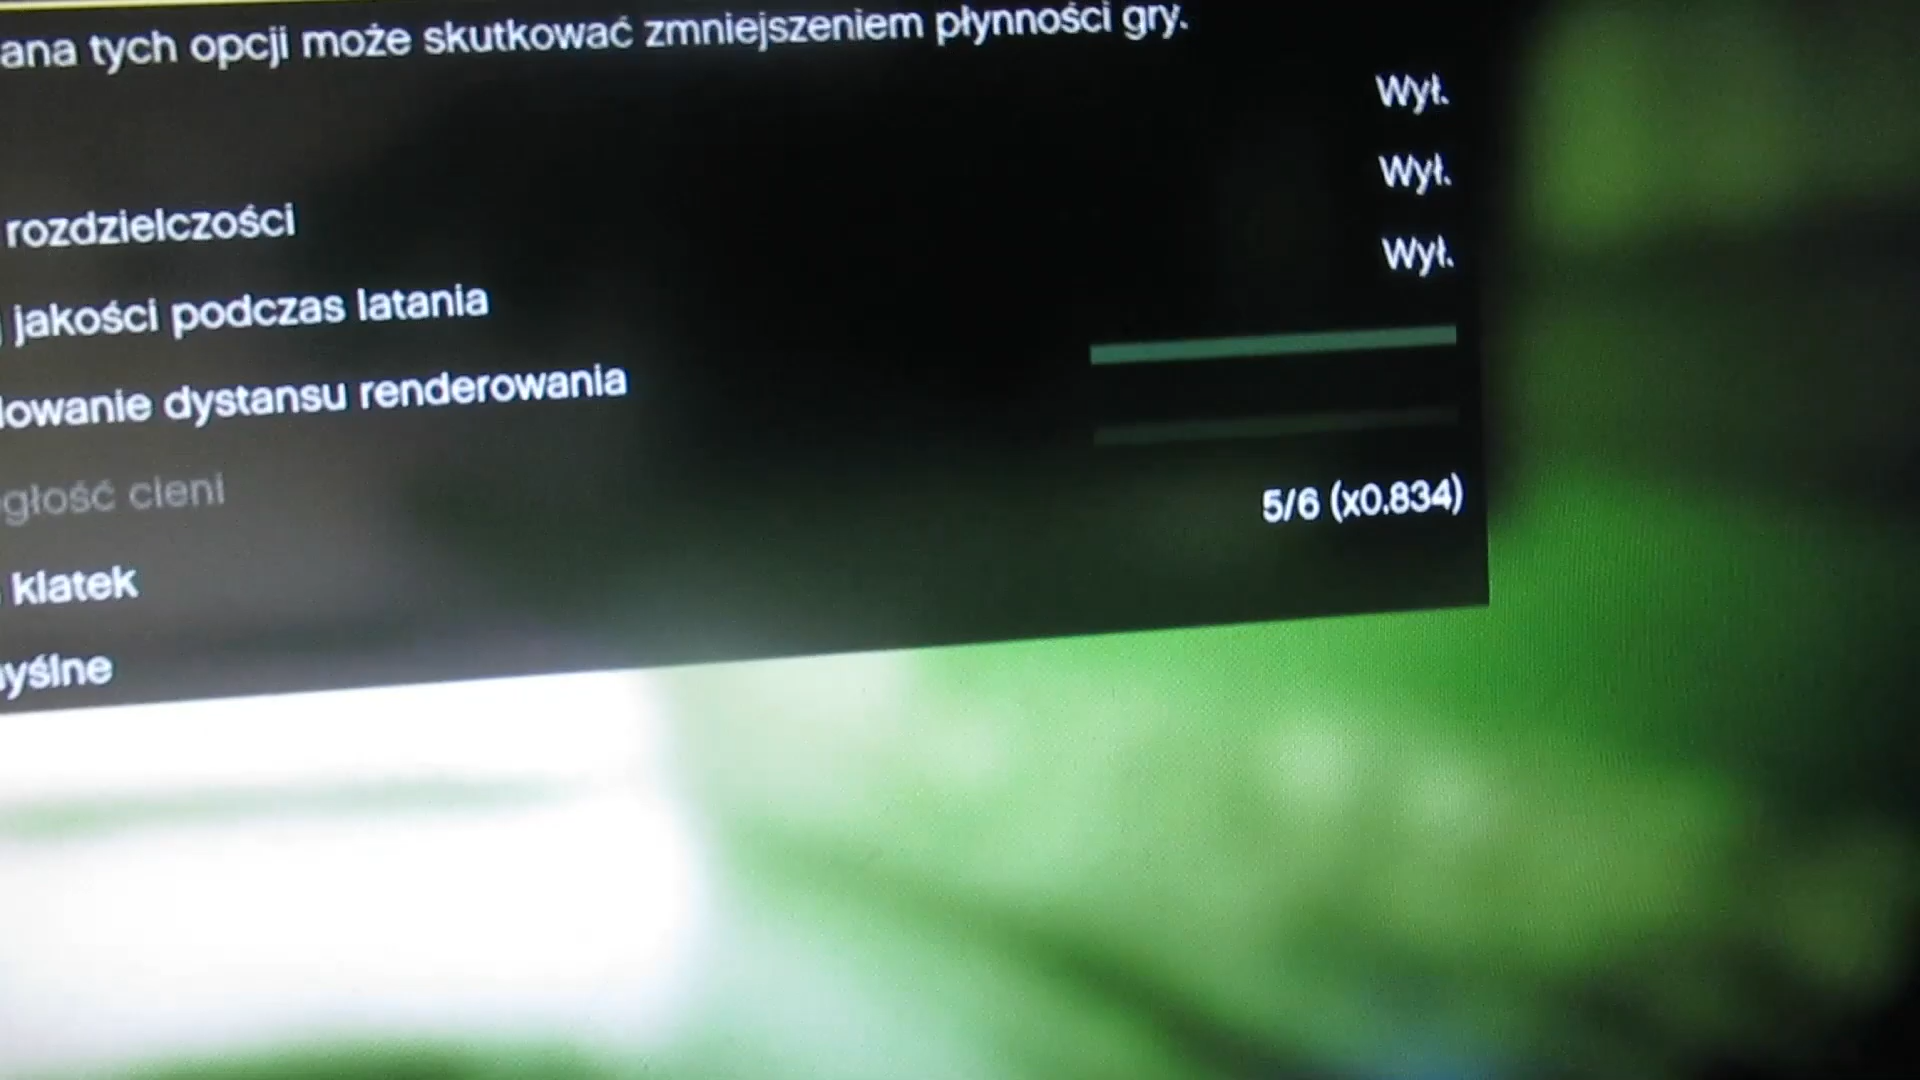 ana tych opcji może skutkować zmniejszeniem płynności gry.
Wył.
rozdzielczości Wył.
jakości podczas latania Wył.
lowanie dystansu renderowania
głość cieni
klatek 5/6 (x0.834)
yślne